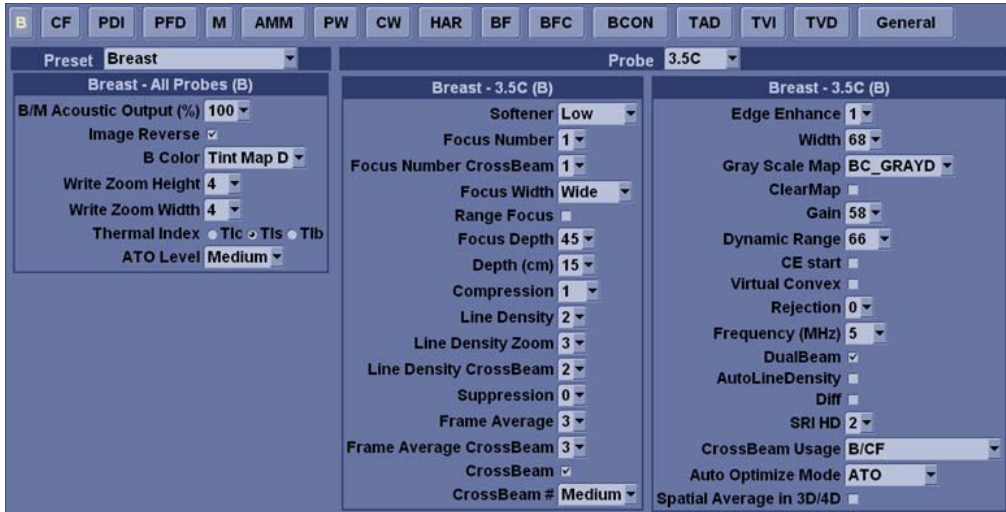 B CF PDI PFD M AMM PW CW HAR BF BFC BCON TAD TVI TVD General
Preset Breast
Probe 3.5C
Breast - All Probes (B)
B/M Acoustic Output (%) 100
Image Reverse
B Color Tint Map D
Write Zoom Height 4
Write Zoom Width 4
Thermal Index TIc TIs TIb
ATO Level Medium
Breast - 3.5C (B)
Softener Low
Focus Number 1
Focus Number CrossBeam 1
Focus Width Wide
Range Focus
Focus Depth 45
Depth (cm) 15
Compression 1
Line Density 2
Line Density Zoom 3
Line Density CrossBeam 2
Suppression 0
Frame Average 3
Frame Average CrossBeam 3
CrossBeam
CrossBeam # Medium
Breast - 3.5C (B)
Edge Enhance 1
Width 68
Gray Scale Map BC_GRAYD
ClearMap
Gain 58
Dynamic Range 66
CE start
Virtual Convex
Rejection 0
Frequency (MHz) 5
DualBeam
AutoLineDensity
Diff
SRI HD 2
CrossBeam Usage B/CF
Auto Optimize Mode ATO
Spatial Average in 3D/4D